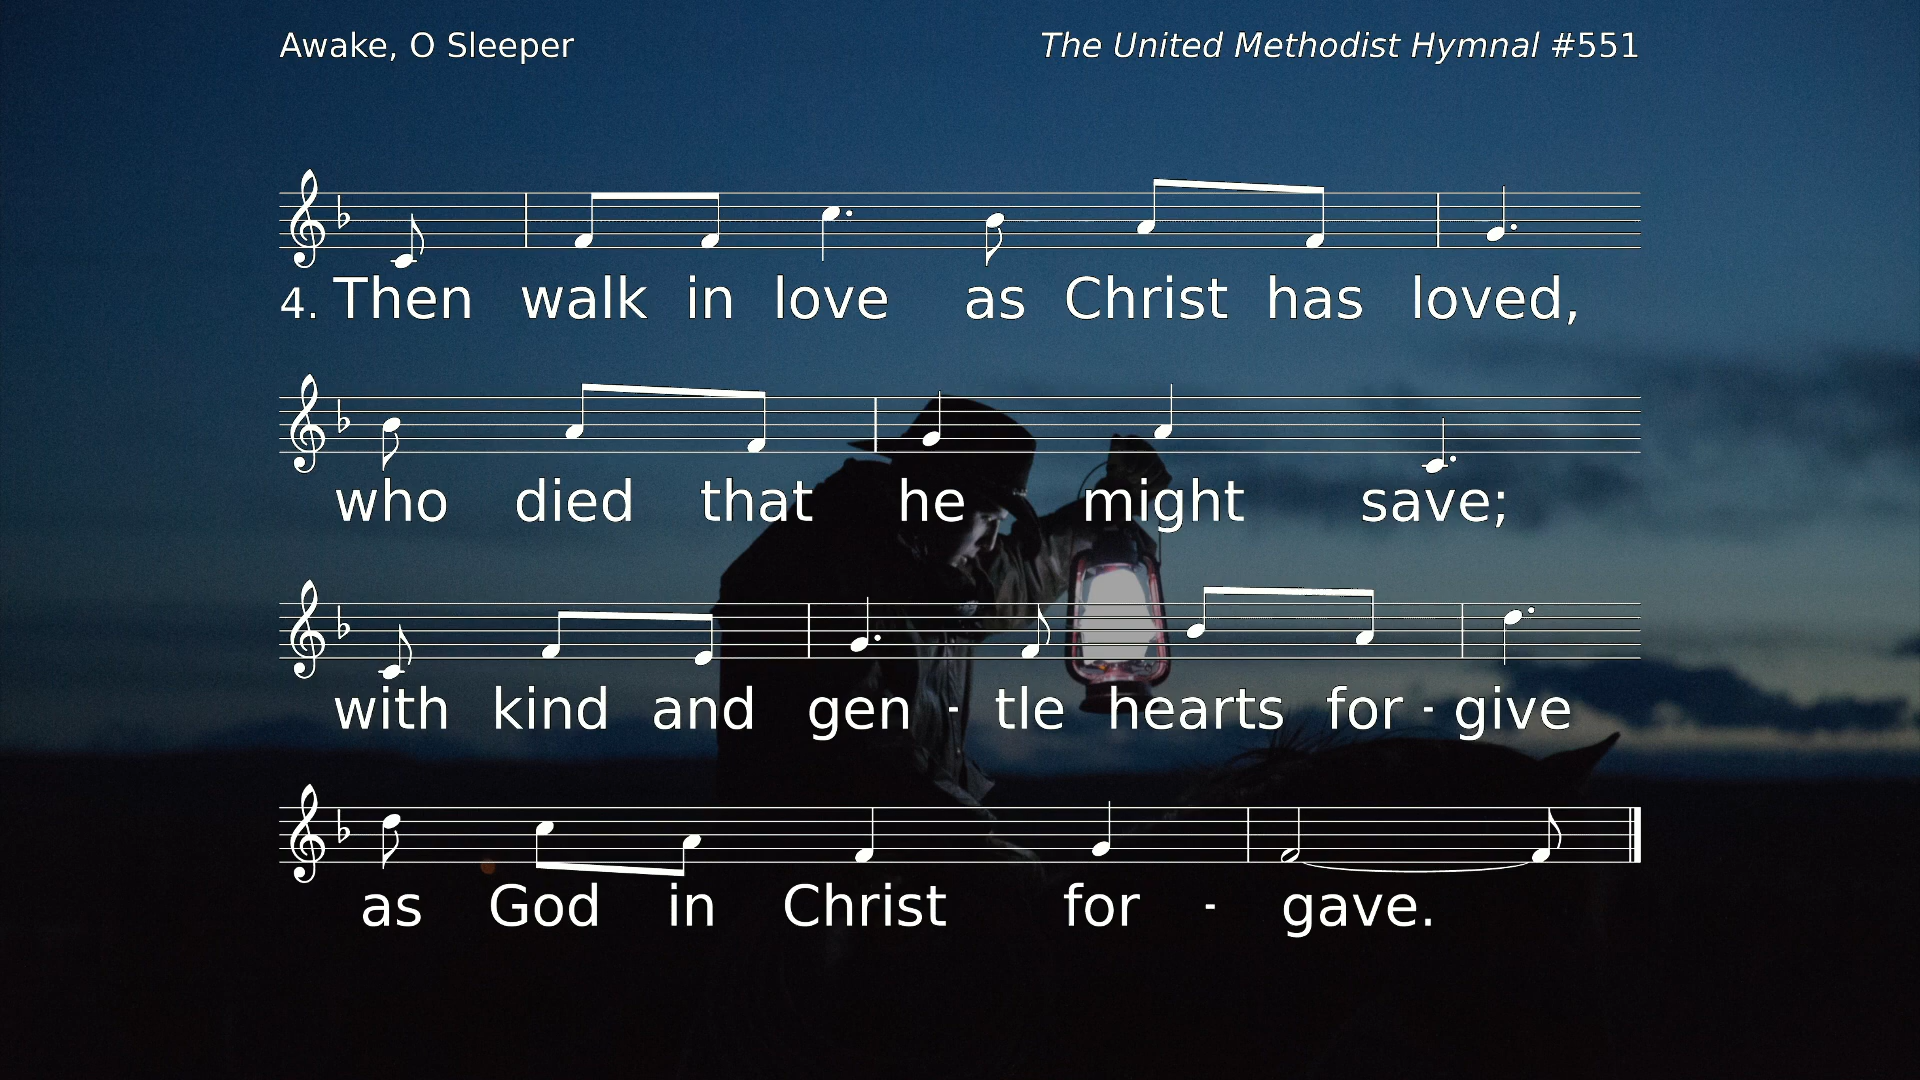 Awake, O Sleeper
The United Methodist Hymnal #551
4. Then walk in love as Christ has loved,
who died that he might save;
with kind and gen - tle hearts for - give
as God in Christ for - gave.